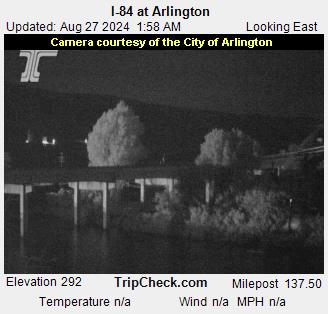 I-84 at Arlington
Updated: Aug 27 2024 1:58 AM Looking East
Camera courtesy of the City of Arlington
Elevation 292 TripCheck.com Milepost 137.50
Temperature n/a Wind n/a MPH n/a